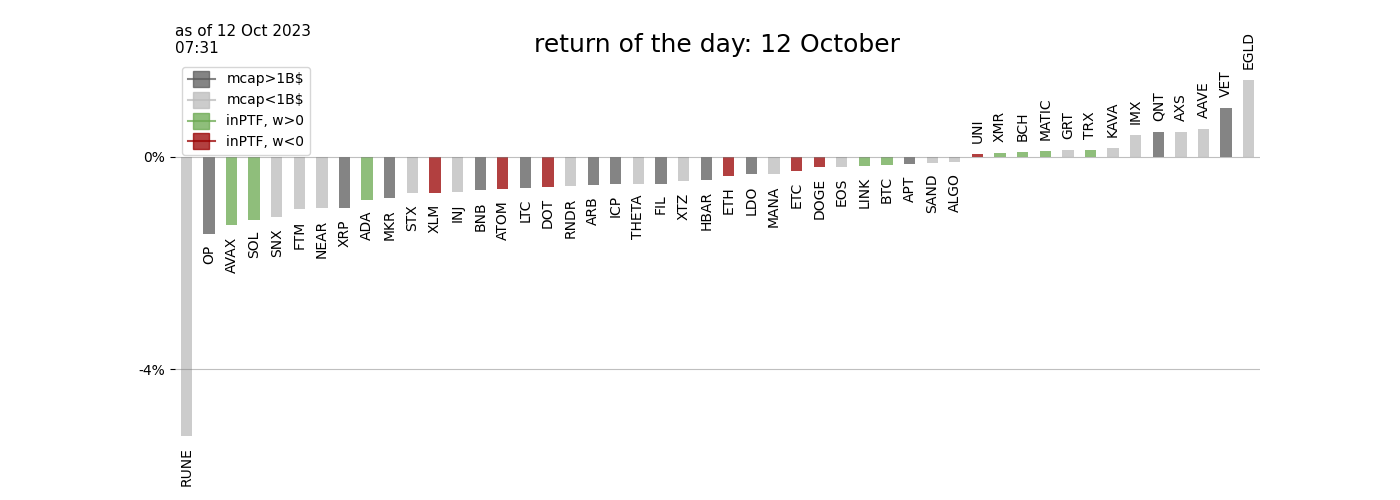 as of 12 Oct 2023
07:31
return of the day: 12 October
mcap>1B$
mcap<1B$
inPTF, w>0
inPTF, w<0
0%
-4%
RUNE
OP
AVAX
SOL
SNX
FTM
NEAR
XRP
ADA
MKR
STX
XLM
INJ
BNB
ATOM
LTC
DOT
RNDR
ARB
ICP
THETA
FIL
XTZ
HBAR
ETH
LDO
MANA
ETC
DOGE
EOS
LINK
BTC
APT
SAND
ALGO
UNI
XMR
BCH
MATIC
GRT
TRX
KAVA
IMX
QNT
AXS
AAVE
VET
EGLD